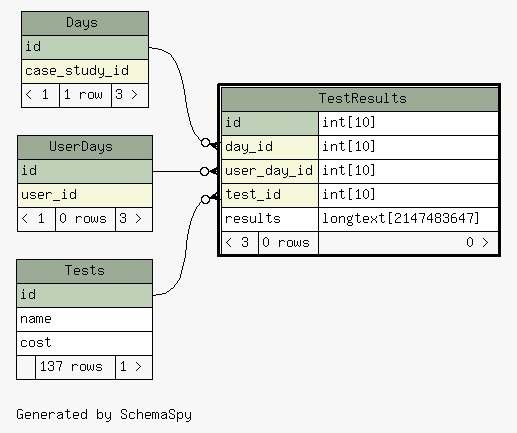 Days
id
case_study_id
< 1 1 row 3 >
UserDays
id
user_id
< 1 0 rows 3 >
Tests
id
name
cost
137 rows 1 >
TestResults
id int[10]
day_id int[10]
user_day_id int[10]
test_id int[10]
results longtext[2147483647]
< 3 0 rows 0 >
Generated by SchemaSpy